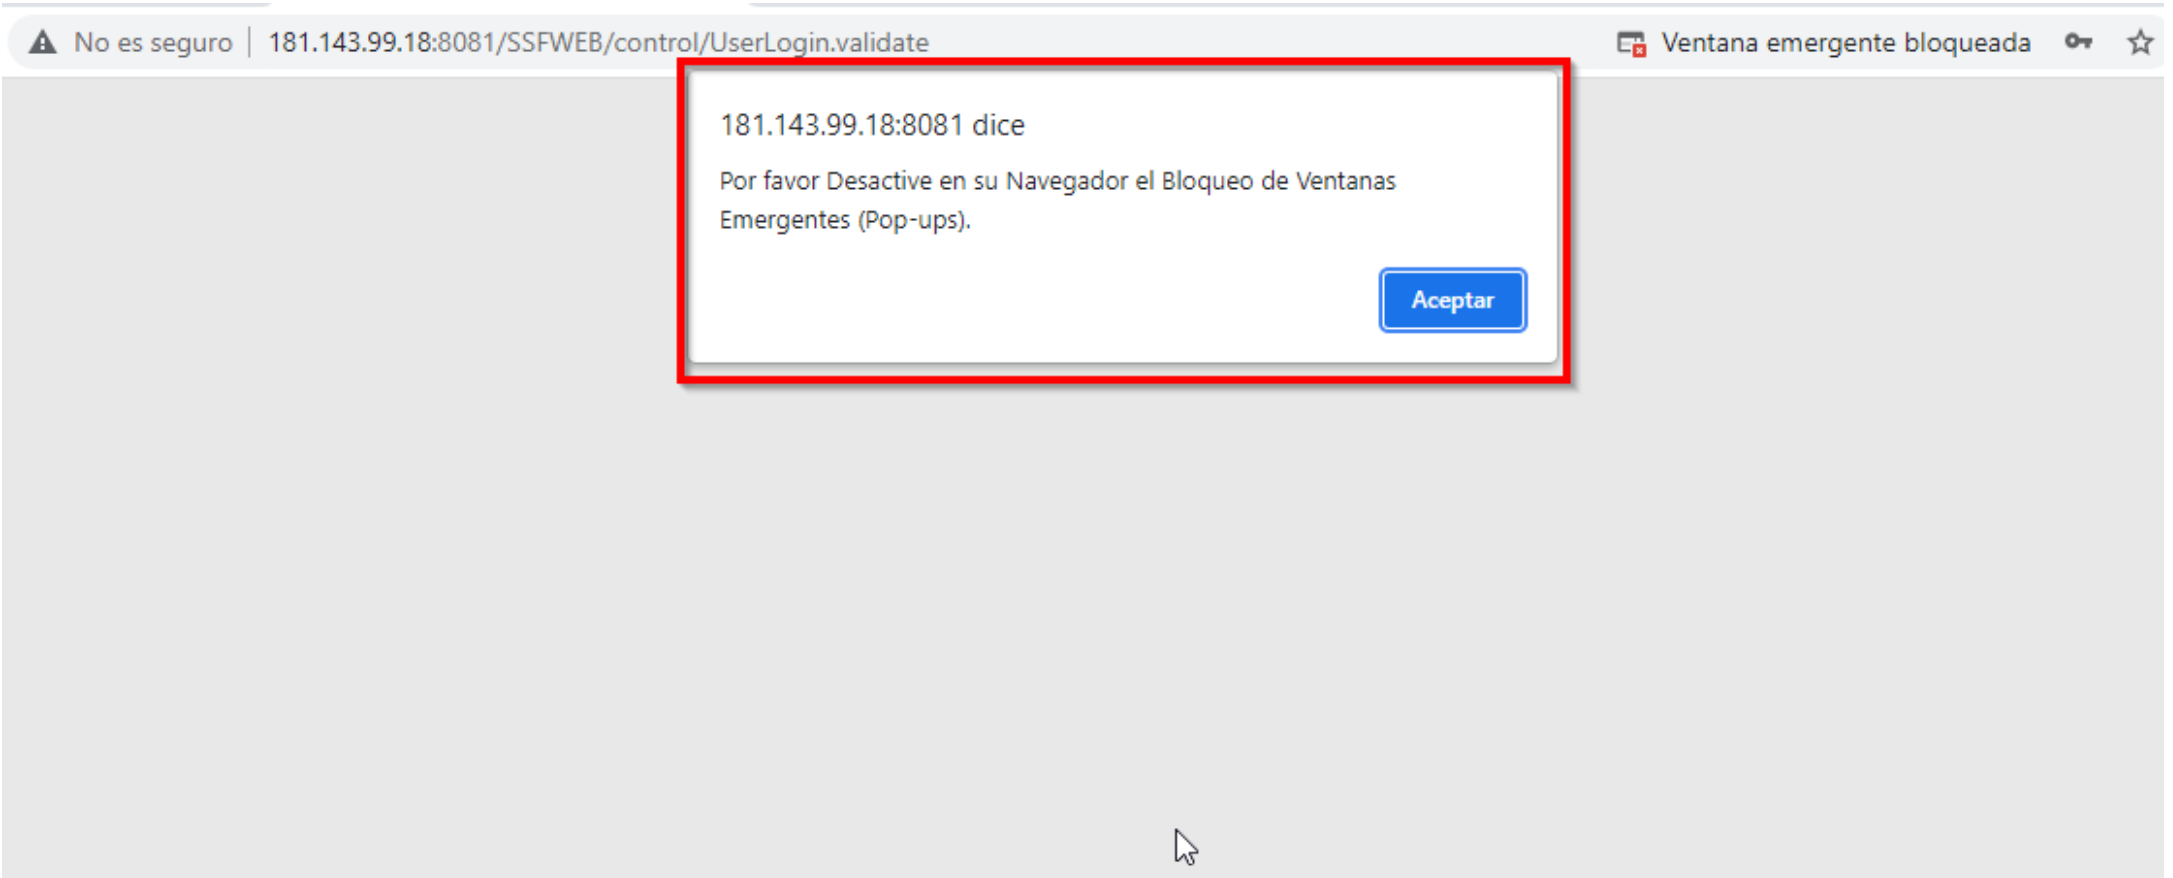 No es seguro | 181.143.99.18:8081/SSFWEB/control/UserLogin.validate
Ventana emergente bloqueada
181.143.99.18:8081 dice
Por favor Desactive en su Navegador el Bloqueo de Ventanas
Emergentes (Pop-ups).
Aceptar